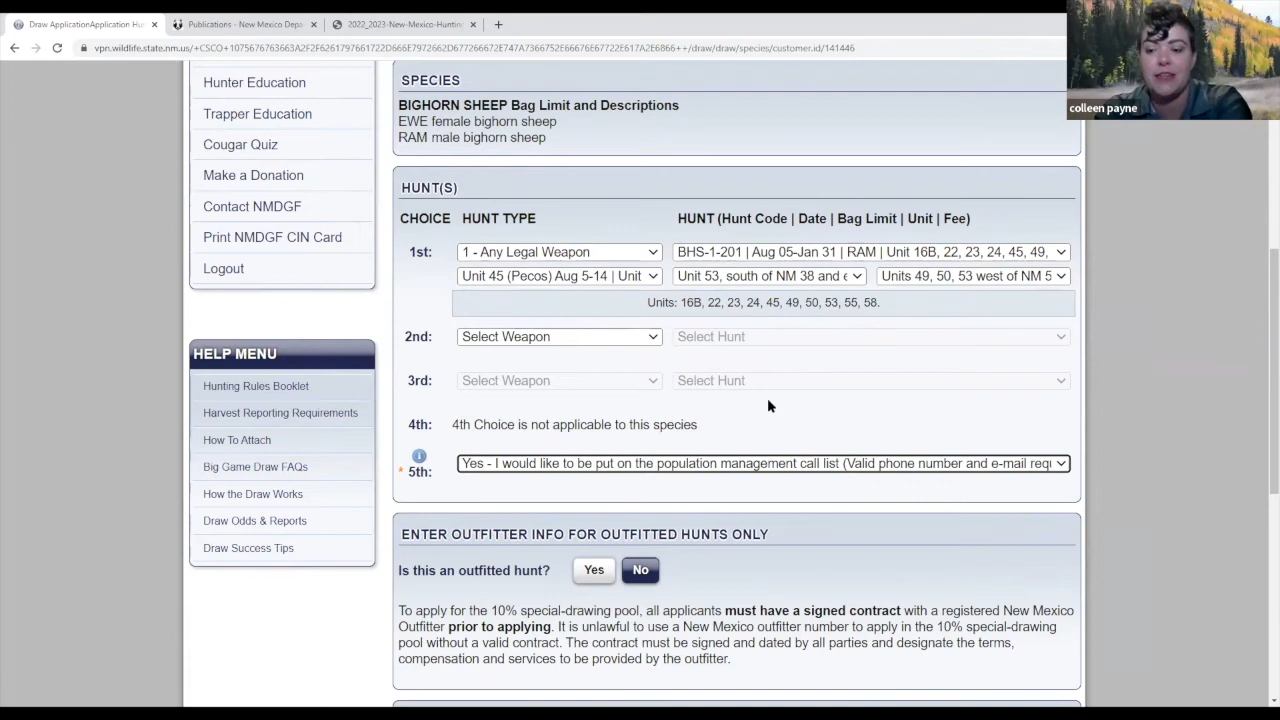 Draw ApplicationApplication Hu
Publications - New Mexico Depa
2022_2023-New-Mexico-Huntin
colleen payne
Hunter Education
Trapper Education
Cougar Quiz
Make a Donation
Contact NMDGF
Print NMDGF CIN Card
Logout
HELP MENU
Hunting Rules Booklet
Harvest Reporting Requirements
How To Attach
Big Game Draw FAQs
How the Draw Works
Draw Odds & Reports
Draw Success Tips
SPECIES
BIGHORN SHEEP Bag Limit and Descriptions
EWE female bighorn sheep
RAM male bighorn sheep
HUNT(S)
CHOICE HUNT TYPE HUNT (Hunt Code | Date | Bag Limit | Unit | Fee)
1st: 1 - Any Legal Weapon BHS-1-201 | Aug 05-Jan 31 | RAM | Unit 16B, 22, 23, 24, 45, 49,
Unit 45 (Pecos) Aug 5-14 | Unit Unit 53, south of NM 38 and e Units 49, 50, 53 west of NM 5
Units: 16B, 22, 23, 24, 45, 49, 50, 53, 55, 58.
2nd: Select Weapon Select Hunt
3rd: Select Weapon Select Hunt
4th: 4th Choice is not applicable to this species
* 5th: Yes - I would like to be put on the population management call list (Valid phone number and e-mail requ
ENTER OUTFITTER INFO FOR OUTFITTED HUNTS ONLY
Is this an outfitted hunt? Yes No
To apply for the 10% special-drawing pool, all applicants must have a signed contract with a registered New Mexico
Outfitter prior to applying. It is unlawful to use a New Mexico outfitter number to apply in the 10% special-drawing
pool without a valid contract. The contract must be signed and dated by all parties and designate the terms,
compensation and services to be provided by the outfitter.